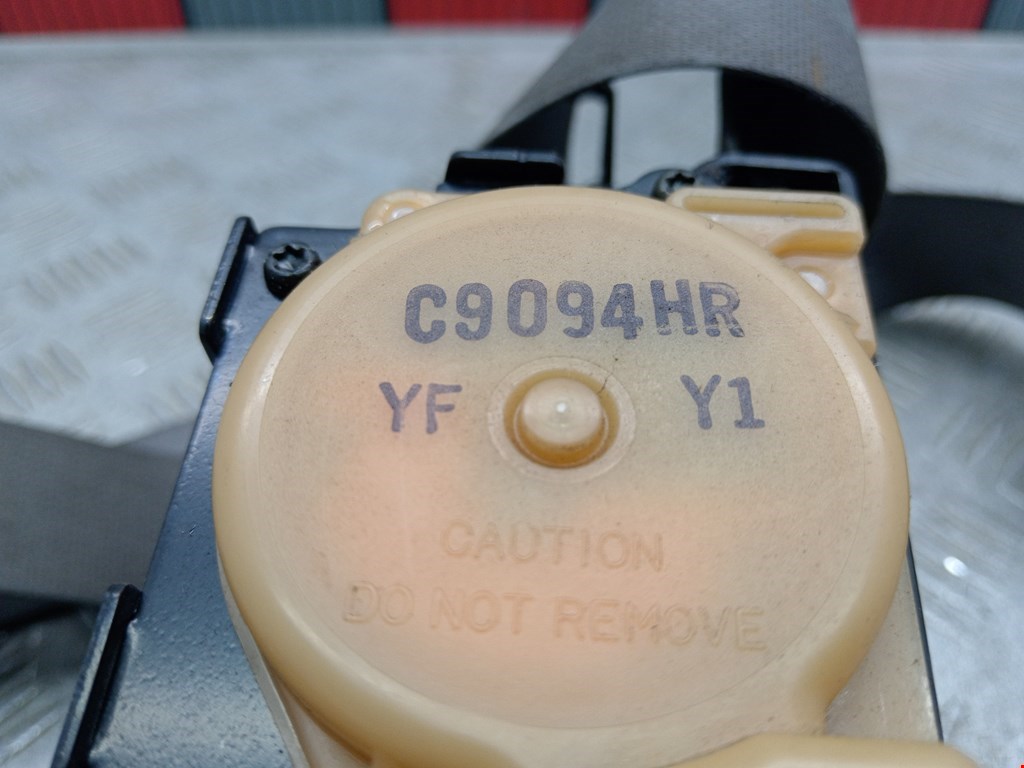 C9094HR
YF Y1
CAUTION
DO NOT REMOVE